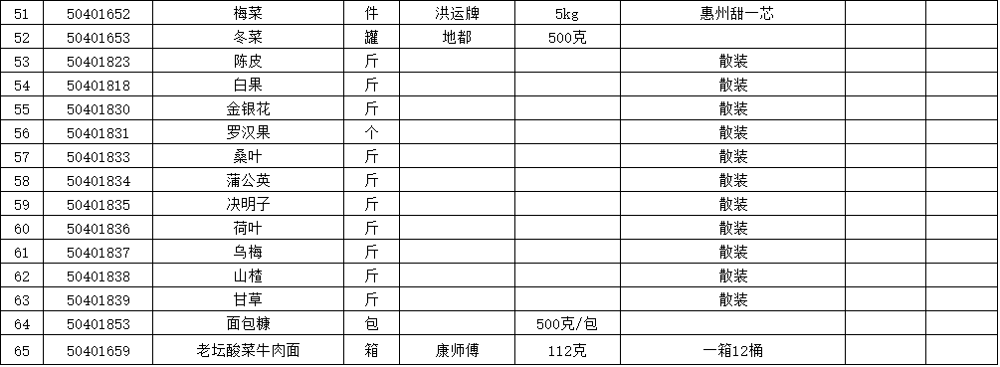 51 50401652 梅菜 件 洪运牌 5kg 惠州甜一芯
52 50401653 冬菜 罐 地都 500克
53 50401823 陈皮 斤 散装
54 50401818 白果 斤 散装
55 50401830 金银花 斤 散装
56 50401831 罗汉果 个 散装
57 50401833 桑叶 斤 散装
58 50401834 蒲公英 斤 散装
59 50401835 决明子 斤 散装
60 50401836 荷叶 斤 散装
61 50401837 乌梅 斤 散装
62 50401838 山楂 斤 散装
63 50401839 甘草 斤 散装
64 50401853 面包糠 包 500克/包
65 50401659 老坛酸菜牛肉面 箱 康师傅 112克 一箱12桶